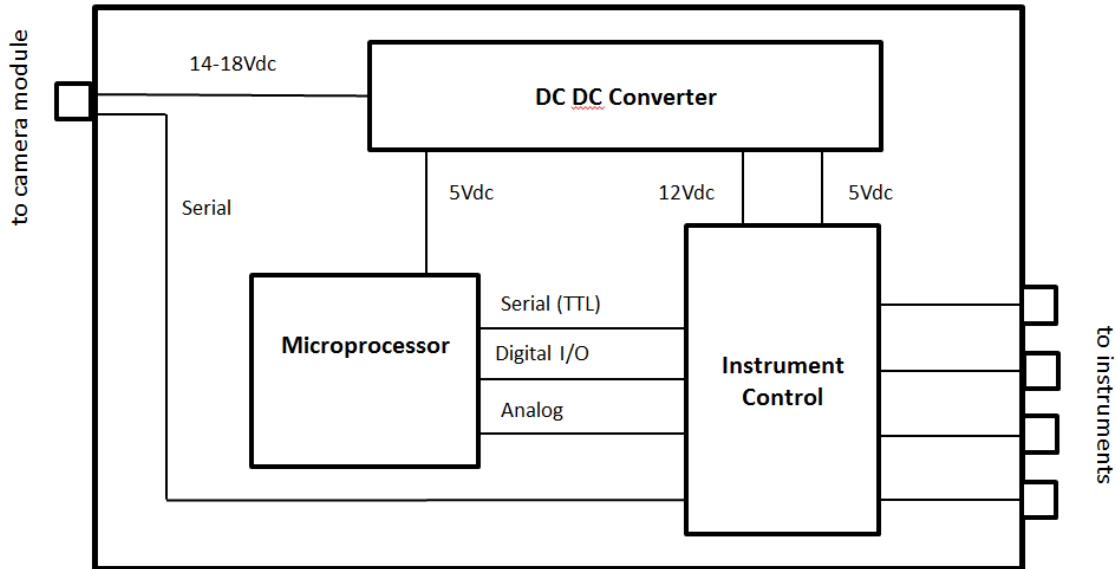 to camera module
14-18Vdc
DC DC Converter
Serial
5Vdc
12Vdc
5Vdc
Microprocessor
Serial (TTL)
Digital I/O
Analog
Instrument
Control
to instruments